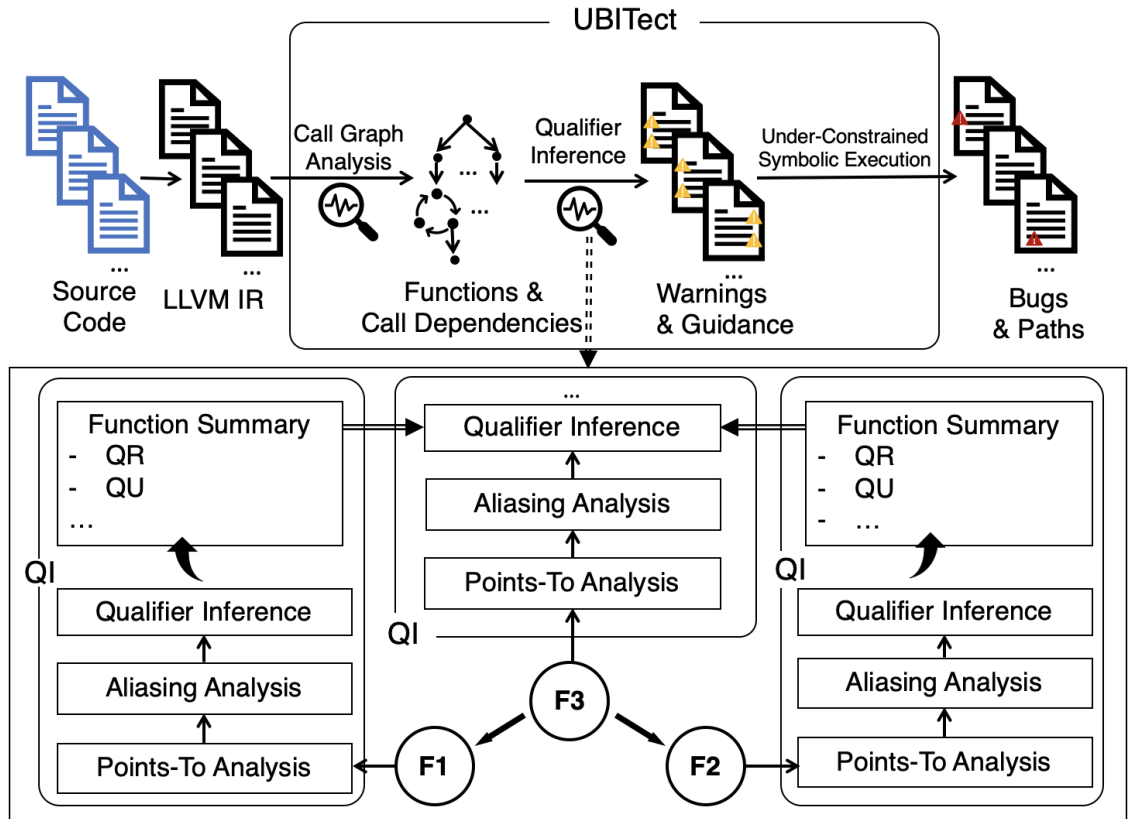 UBITect
Call Graph
Analysis
Qualifier
Inference
Under-Constrained
Symbolic Execution
...
...
...
...
...
...
...
Source
Code
LLVM IR
Functions &
Call Dependencies
Warnings
& Guidance
Bugs
& Paths
Function Summary
- QR
- QU
...
QI
Qualifier Inference
Aliasing Analysis
Points-To Analysis
...
Qualifier Inference
Aliasing Analysis
Points-To Analysis
QI
Function Summary
- QR
- QU
- ...
QI
Qualifier Inference
Aliasing Analysis
Points-To Analysis
F3
F1
F2